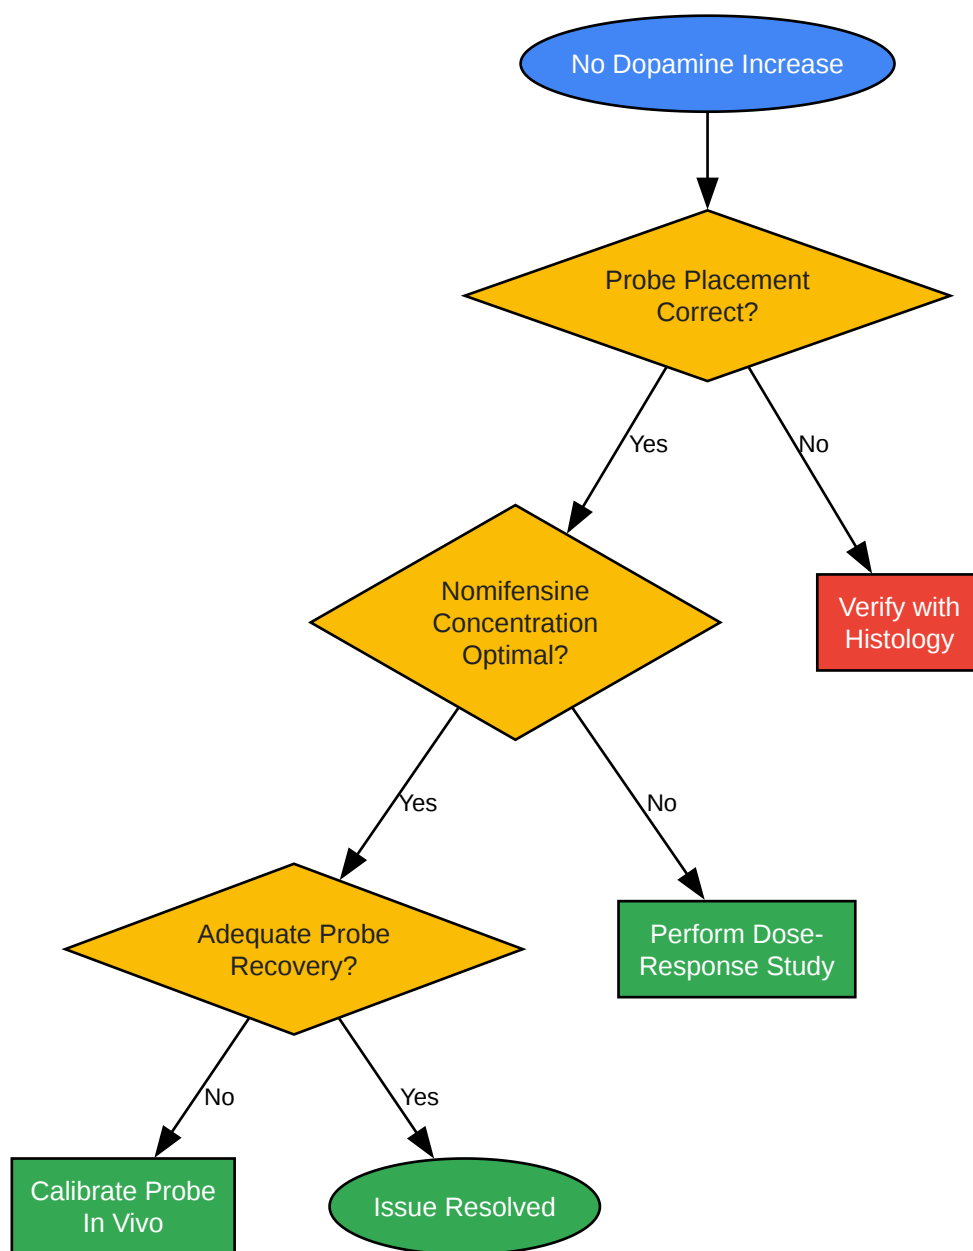 No Dopamine Increase
Probe Placement
Correct?
Yes
No
Nomifensine
Concentration
Optimal?
Verify with
Histology
Yes
No
Adequate Probe
Recovery?
Perform Dose-
Response Study
No
Yes
Calibrate Probe
In Vivo
Issue Resolved